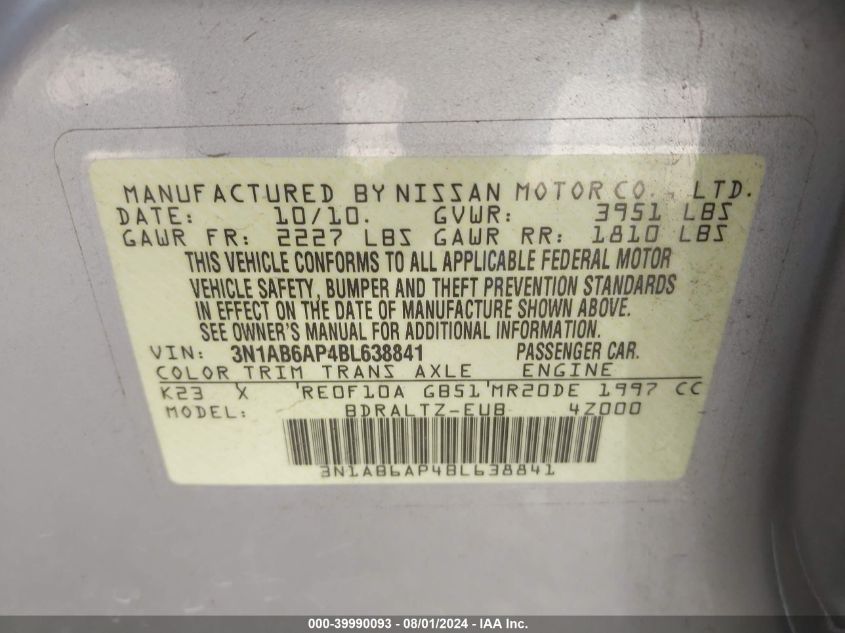 MANUFACTURED BY NISSAN MOTOR CO., LTD.
DATE: 10/10. GVWR: 3951 LBS
GAWR FR: 2227 LBS GAWR RR: 1810 LBS
THIS VEHICLE CONFORMS TO ALL APPLICABLE FEDERAL MOTOR
VEHICLE SAFETY, BUMPER AND THEFT PREVENTION STANDARDS
IN EFFECT ON THE DATE OF MANUFACTURE SHOWN ABOVE.
SEE OWNER'S MANUAL FOR ADDITIONAL INFORMATION.
VIN: 3N1AB6AP4BL638841 PASSENGER CAR.
COLOR TRIM TRANS AXLE ENGINE
K23 X RE0F10A GB51 MR20DE 1997 CC
MODEL: BDRALTZ-EUB 4Z000
3N1AB6AP4BL638841
000-39990093 - 08/01/2024 - IAA Inc.